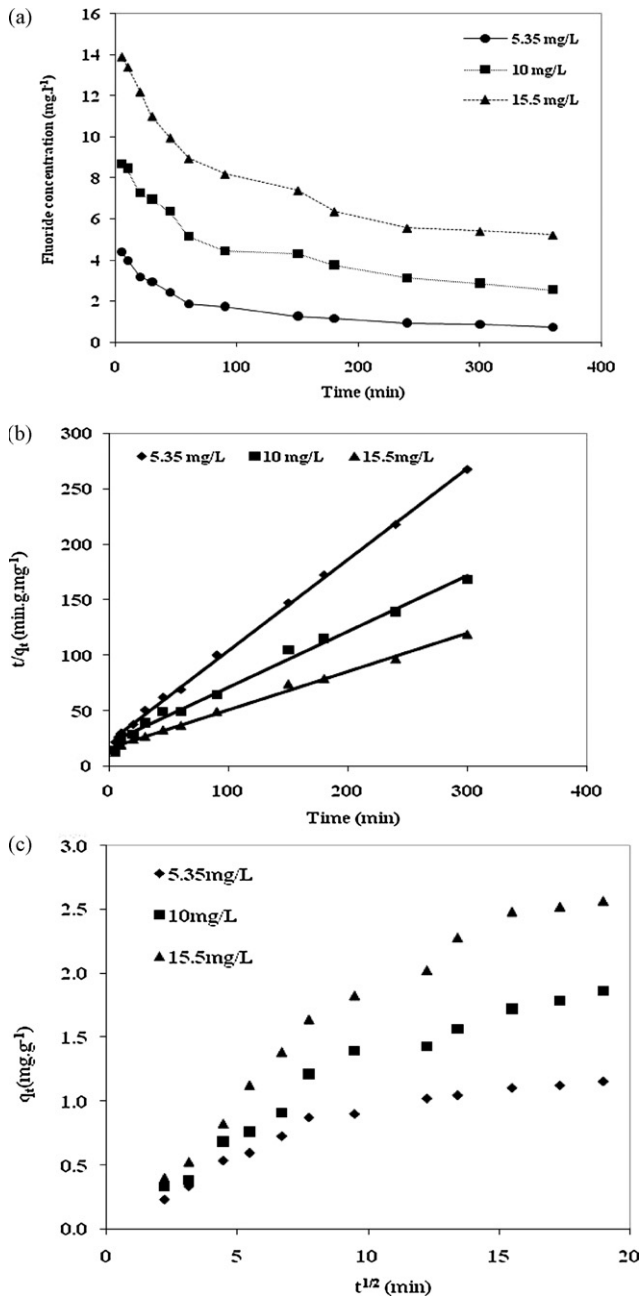 (a)
16
14
12
10
8
6
4
2
0
Fluoride concentration (mg.l⁻¹)
5.35 mg/L
10 mg/L
15.5 mg/L
0 100 200 300 400
Time (min)
(b)
300
250
200
150
100
50
0
t/qₜ (min.g.mg⁻¹)
5.35 mg/L 10 mg/L 15.5mg/L
0 100 200 300 400
Time (min)
(c)
3.0
2.5
2.0
1.5
1.0
0.5
0.0
qₜ(mg.g⁻¹)
5.35mg/L
10mg/L
15.5mg/L
0 5 10 15 20
t¹ᐟ² (min)